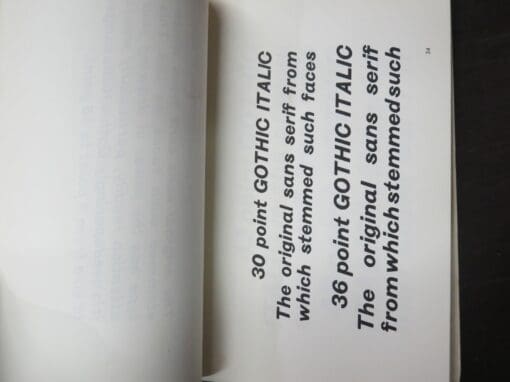 30 point GOTHIC ITALIC
The original sans serif from
which stemmed such faces
36 point GOTHIC ITALIC
The original sans serif
from which stemmed such